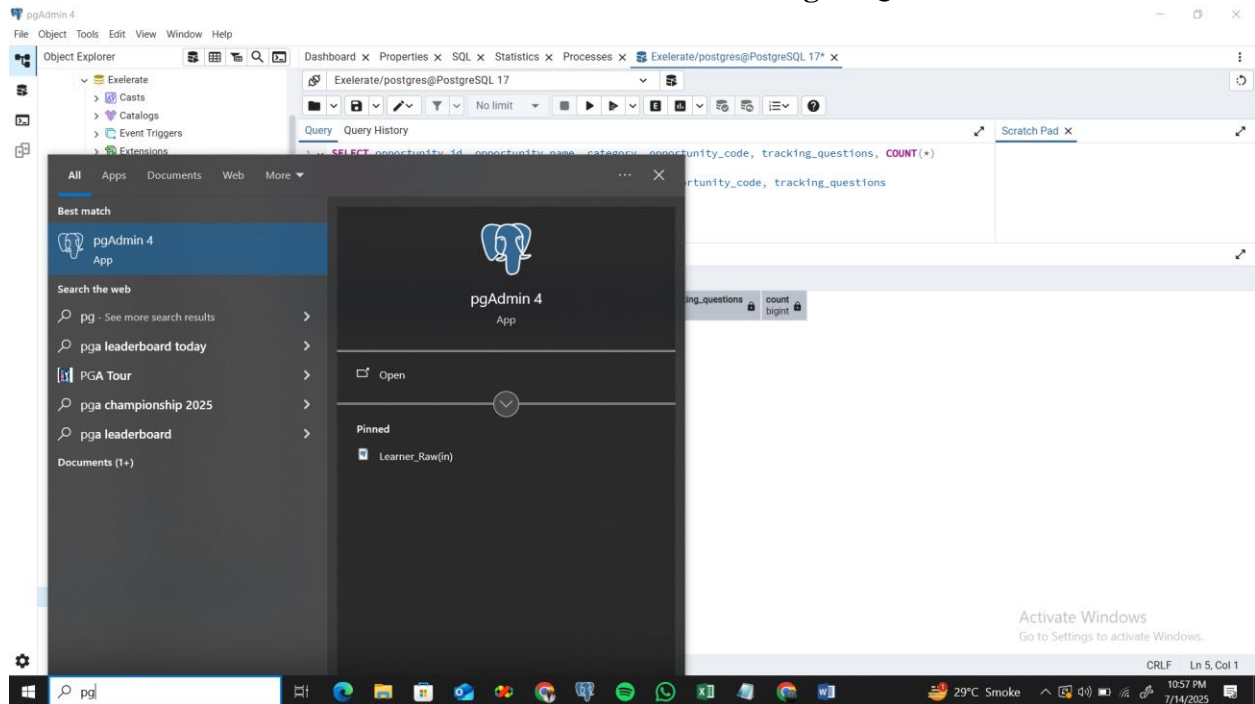 pgAdmin 4
File Object Tools Edit View Window Help
Object Explorer
Dashboard Properties SQL Statistics Processes Exelerate/postgres@PostgreSQL 17*
Exelerate
Exelerate/postgres@PostgreSQL 17
Casts
No limit
Catalogs
Event Triggers
Query Query History
Scratch Pad
Extensions
SELECT opportunity_id, opportunity_name, category, opportunity_code, tracking_questions, COUNT(*)
opportunity_code, tracking_questions
All Apps Documents Web More
Best match
pgAdmin 4
App
Search the web
pg - See more search results
pga leaderboard today
PGA Tour
pga championship 2025
pga leaderboard
Documents (1+)
pgAdmin 4
App
Open
Pinned
Learner_Raw(in)
king_questions
count
bigint
Activate Windows
Go to Settings to activate Windows.
CRLF Ln 5, Col 1
pg
29°C Smoke
10:57 PM
7/14/2025